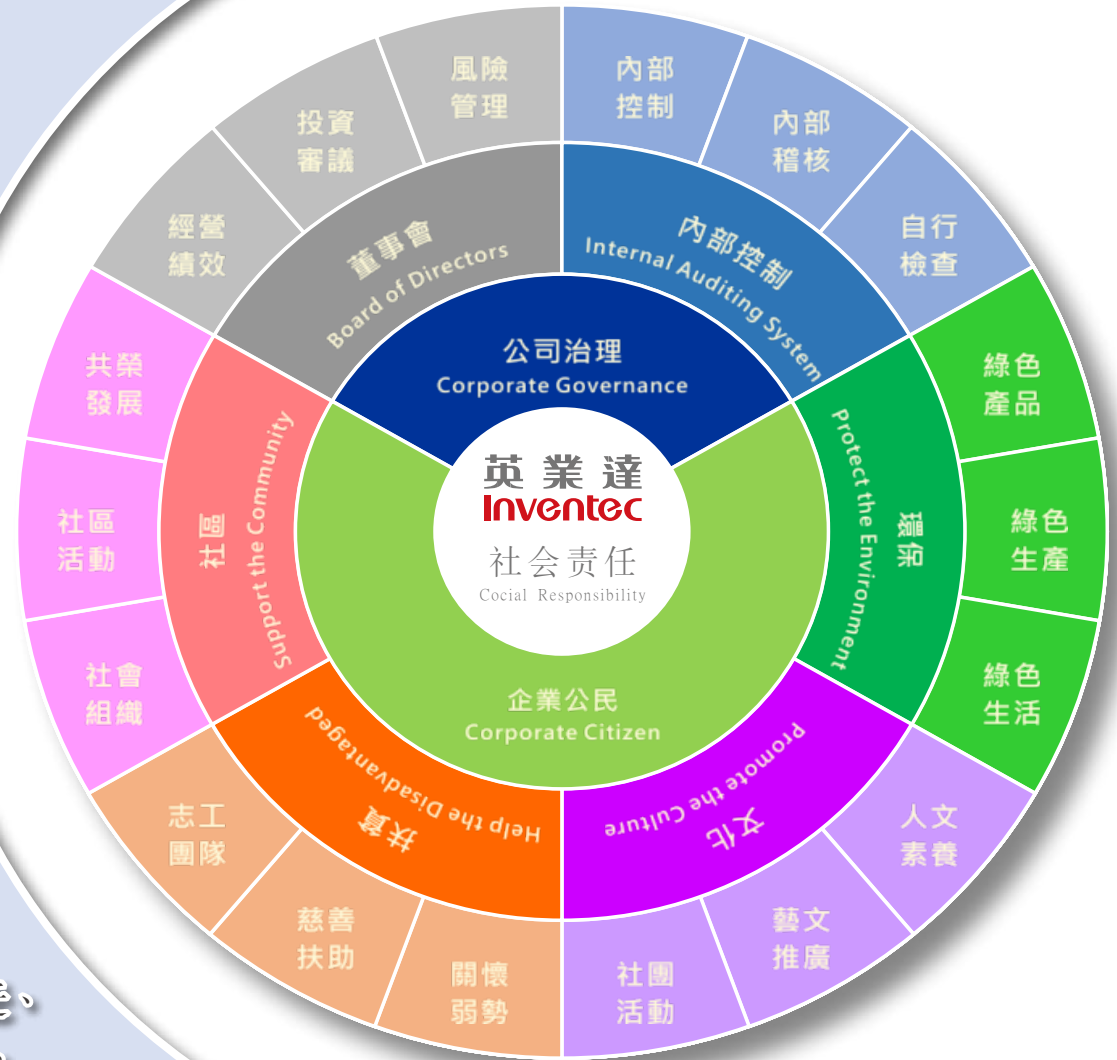 英業達
Inventec
社会责任
Cocial Responsibility
公司治理
Corporate Governance
企業公民
Corporate Citizen
董事會
Board of Directors
內部控制
Internal Auditing System
環保
Protect the Environment
文化
Promote the Culture
扶貧
Help the Disadvantaged
社區
Support the Community
經營
績效
投資
審議
風險
管理
內部
控制
內部
稽核
自行
檢查
綠色
產品
綠色
生產
綠色
生活
人文
素養
藝文
推廣
社團
活動
關懷
弱勢
慈善
扶助
志工
團隊
社會
組織
社區
活動
共榮
發展